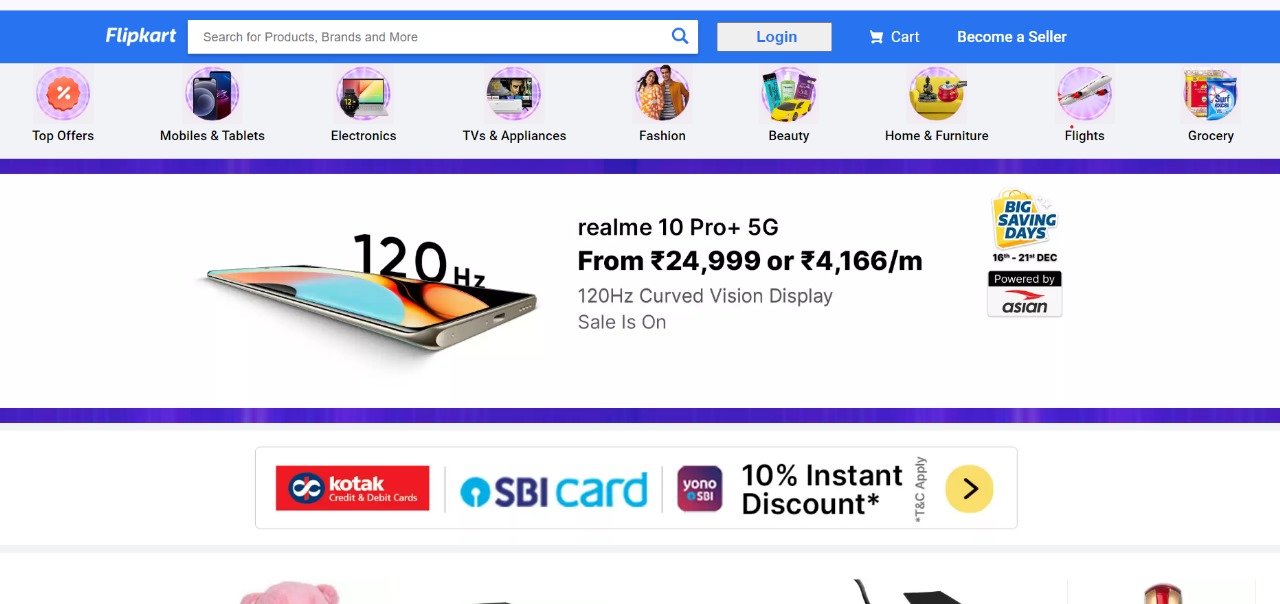 Flipkart
Search for Products, Brands and More
Login
Cart
Become a Seller
Top Offers
Mobiles & Tablets
Electronics
TVs & Appliances
Fashion
Beauty
Home & Furniture
Flights
Grocery
Surf excel
120Hz
realme 10 Pro+ 5G
From ₹24,999 or ₹4,166/m
120Hz Curved Vision Display
Sale Is On
BIG
SAVING
DAYS
16th - 21st DEC
Powered by
asian
kotak
Credit & Debit Cards
SBI card
yono
SBI
10% Instant
Discount*
*T&C Apply